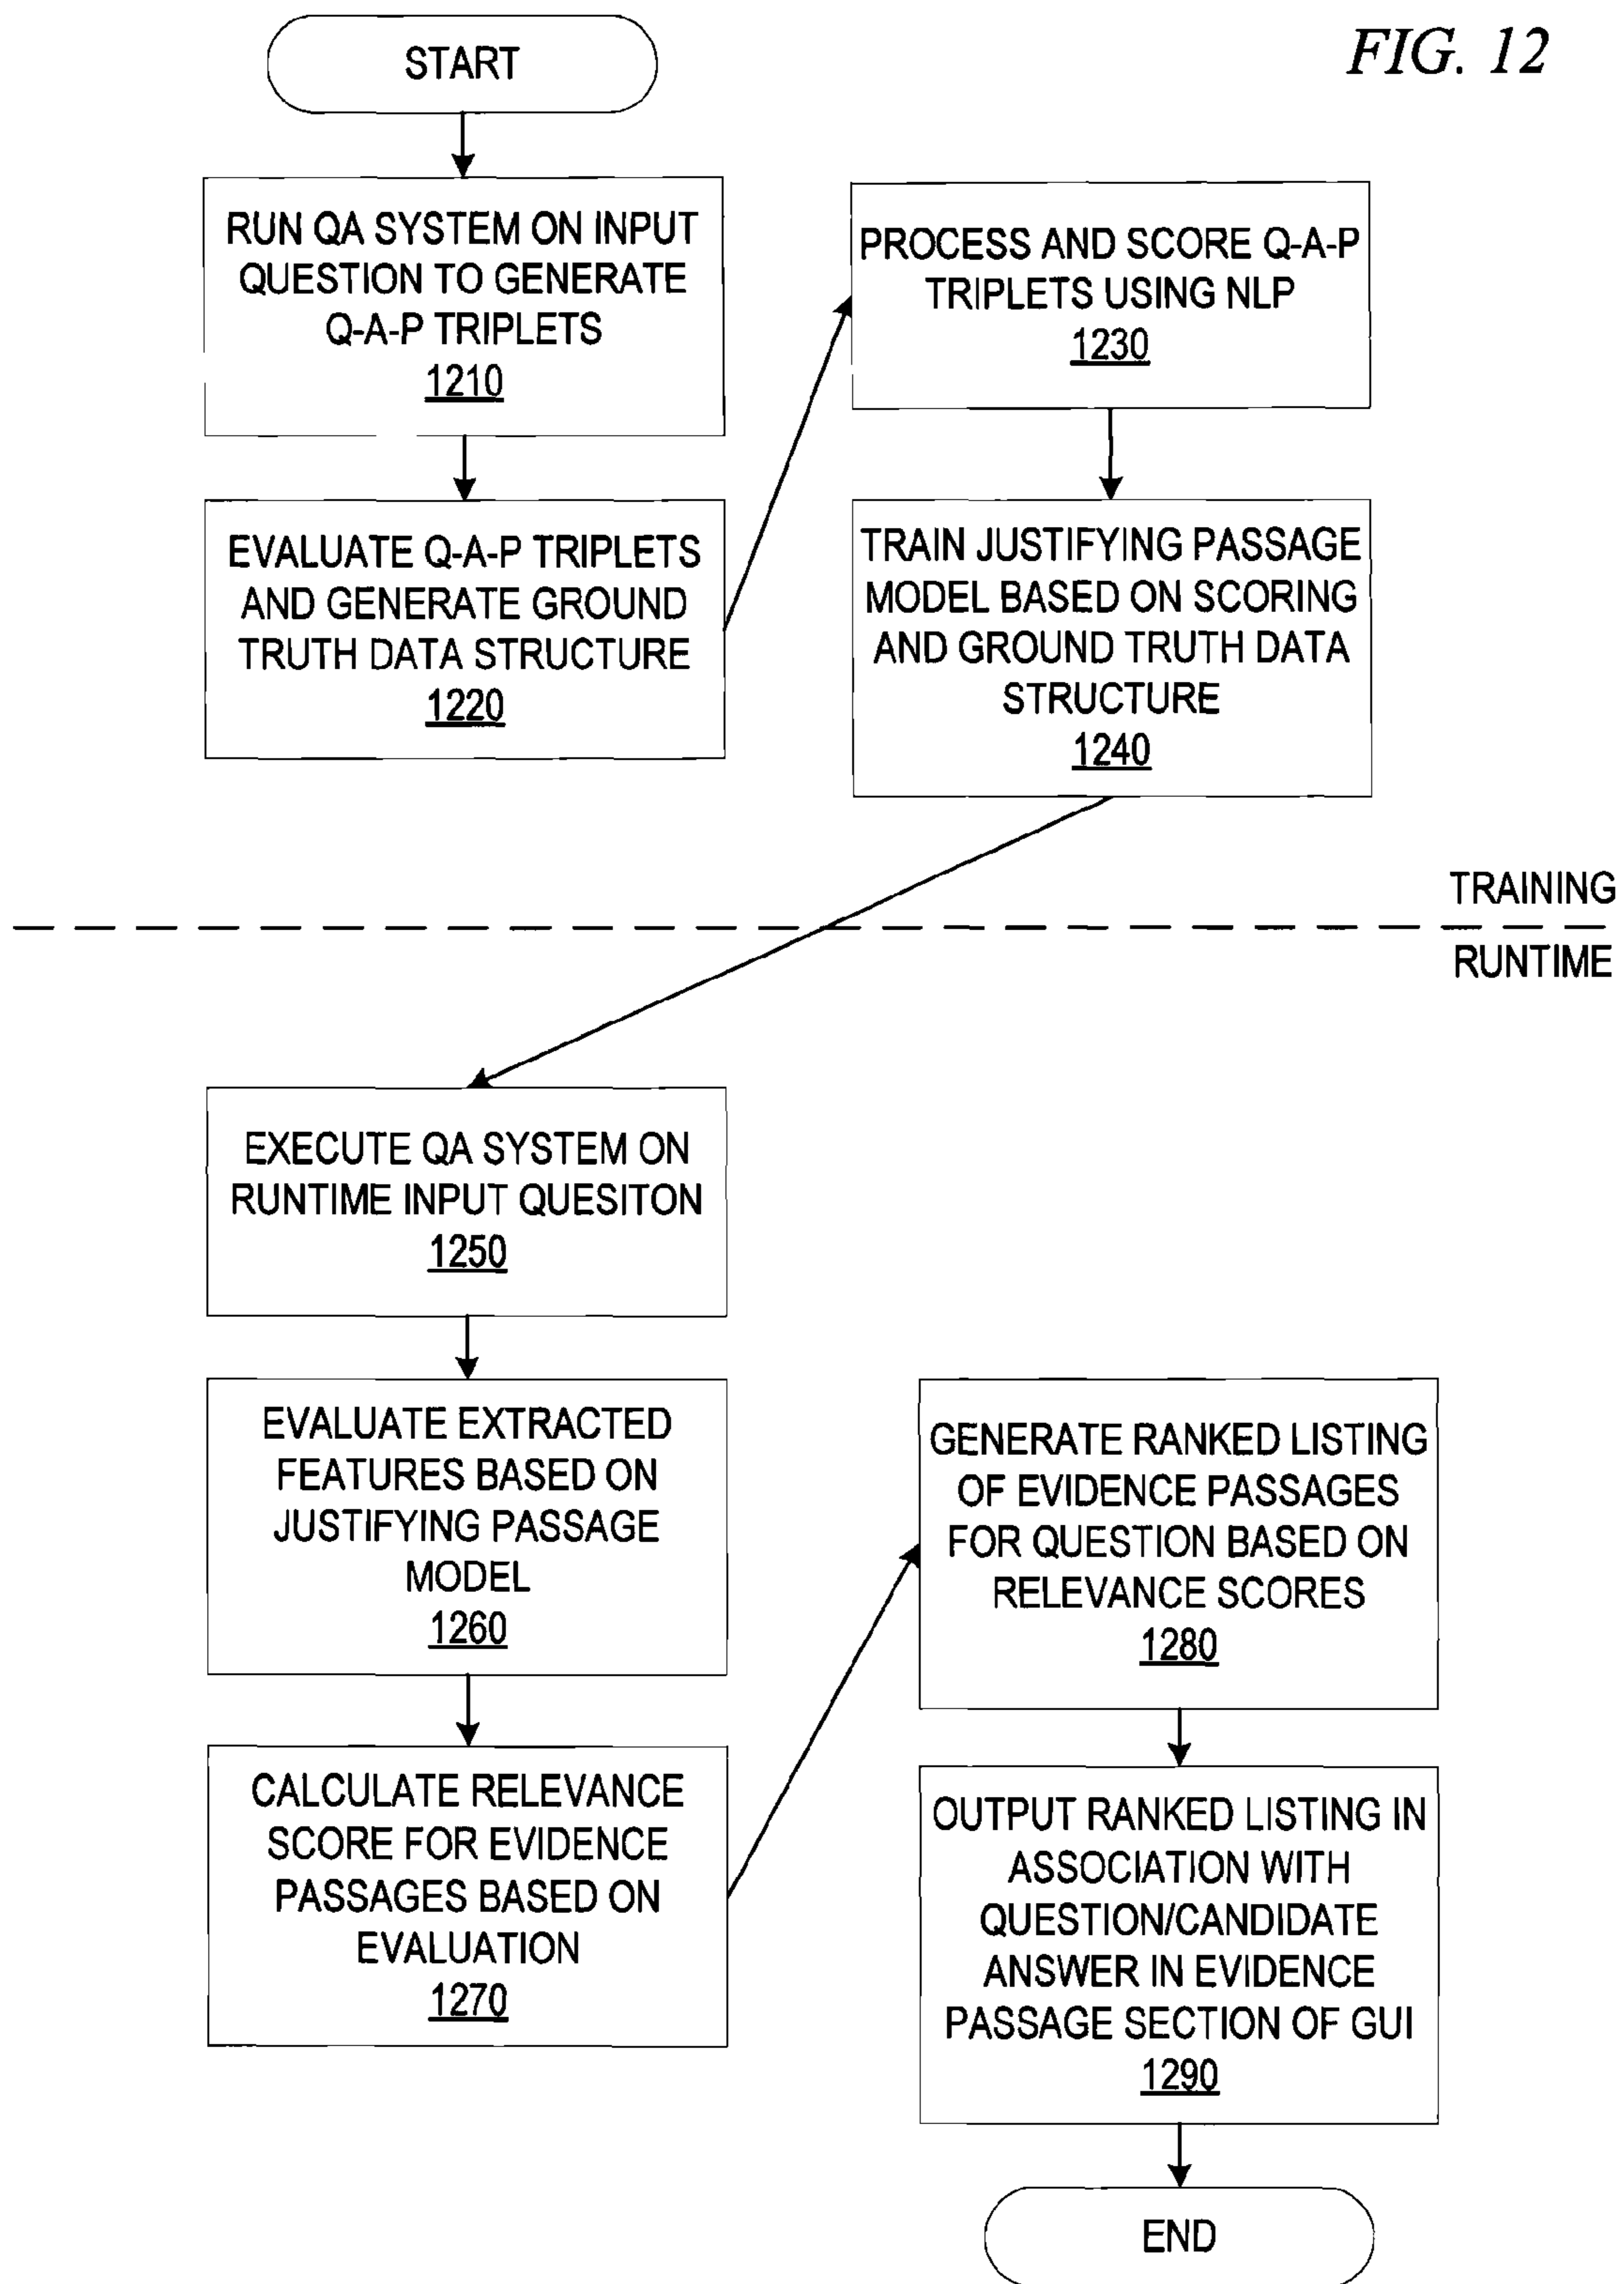 FIG. 12
START
RUN QA SYSTEM ON INPUT
QUESTION TO GENERATE
Q-A-P TRIPLETS
1210
EVALUATE Q-A-P TRIPLETS
AND GENERATE GROUND
TRUTH DATA STRUCTURE
1220
PROCESS AND SCORE Q-A-P
TRIPLETS USING NLP
1230
TRAIN JUSTIFYING PASSAGE
MODEL BASED ON SCORING
AND GROUND TRUTH DATA
STRUCTURE
1240
TRAINING
RUNTIME
EXECUTE QA SYSTEM ON
RUNTIME INPUT QUESITON
1250
EVALUATE EXTRACTED
FEATURES BASED ON
JUSTIFYING PASSAGE
MODEL
1260
CALCULATE RELEVANCE
SCORE FOR EVIDENCE
PASSAGES BASED ON
EVALUATION
1270
GENERATE RANKED LISTING
OF EVIDENCE PASSAGES
FOR QUESTION BASED ON
RELEVANCE SCORES
1280
OUTPUT RANKED LISTING IN
ASSOCIATION WITH
QUESTION/CANDIDATE
ANSWER IN EVIDENCE
PASSAGE SECTION OF GUI
1290
END